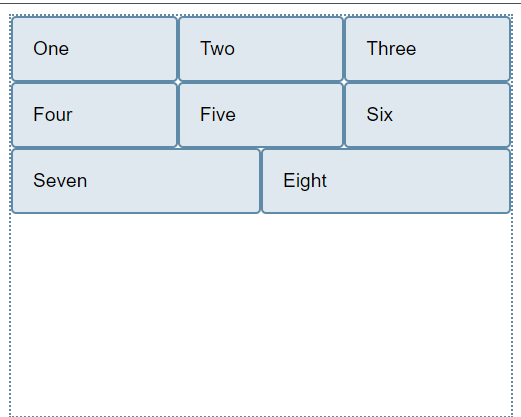 One Two Three
Four Five Six
Seven Eight